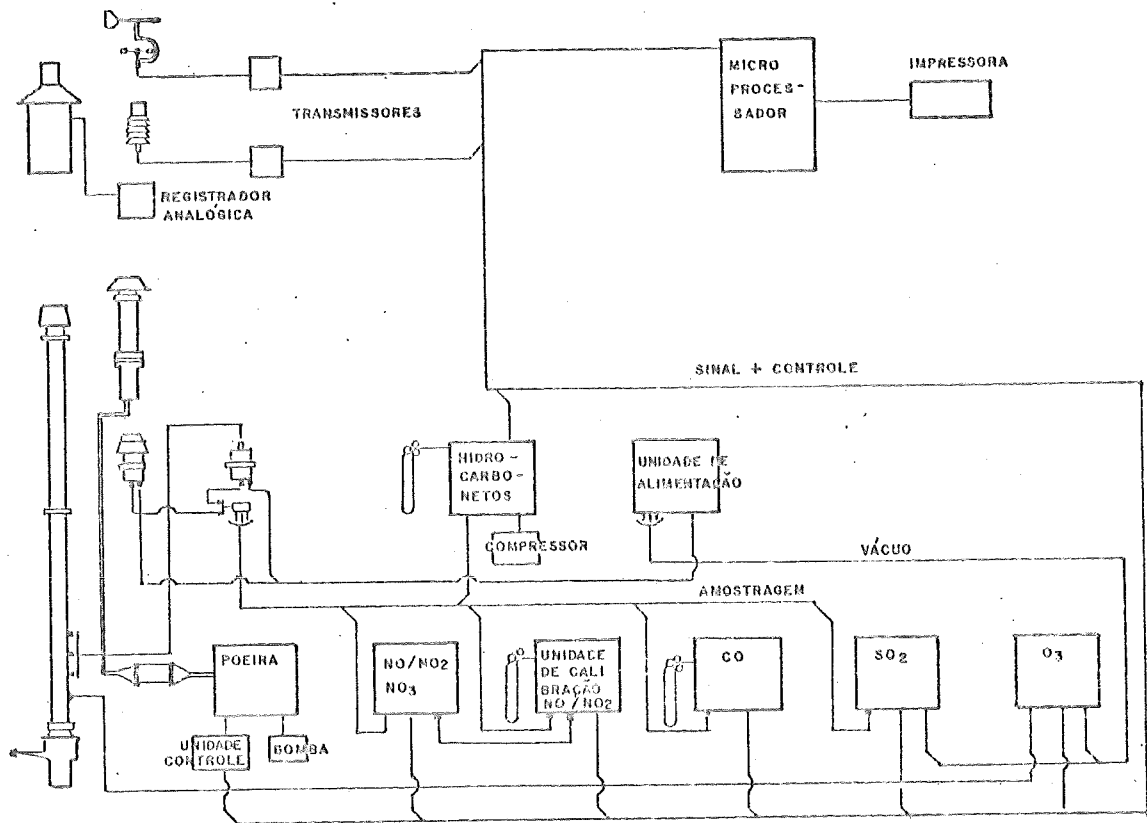 TRANSMISSORES
MICRO
PROCES-
SADOR
IMPRESSORA
REGISTRADOR
ANALÓGICA
SINAL + CONTROLE
HIDRO-
CARBO-
NETOS
COMPRESSOR
UNIDADE DE
ALIMENTAÇÃO
VÁCUO
AMOSTRAGEM
POEIRA
UNIDADE
CONTROLE
BOMBA
NO/NO2
NO3
UNIDADE
DE CALI
BRAÇÃO
NO/NO2
CO
SO2
O3